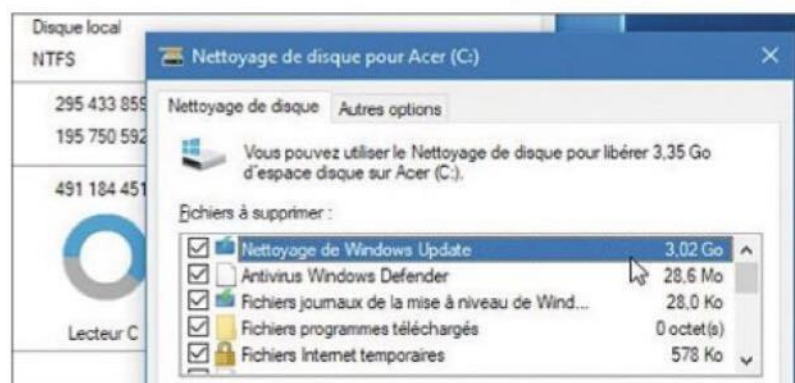 Disque local
NTFS
295 433 859
195 750 592
491 184 451
Lecteur C
Nettoyage de disque pour Acer (C:)
Nettoyage de disque
Autres options
Vous pouvez utiliser le Nettoyage de disque pour libérer 3,35 Go
d'espace disque sur Acer (C:).
Fichiers à supprimer :
Nettoyage de Windows Update 3,02 Go
Antivirus Windows Defender 28,6 Mo
Fichiers journaux de la mise à niveau de Wind... 28,0 Ko
Fichiers programmes téléchargés 0 octet(s)
Fichiers Internet temporaires 578 Ko